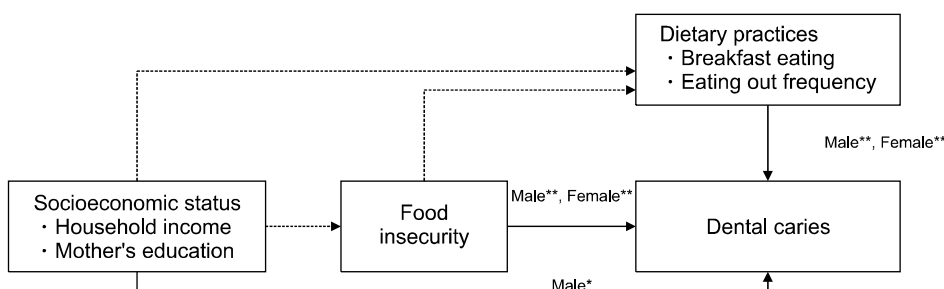 Dietary practices
· Breakfast eating
· Eating out frequency
Male**, Female**
Socioeconomic status
· Household income
· Mother's education
Food
insecurity
Male**, Female**
Dental caries
Male*